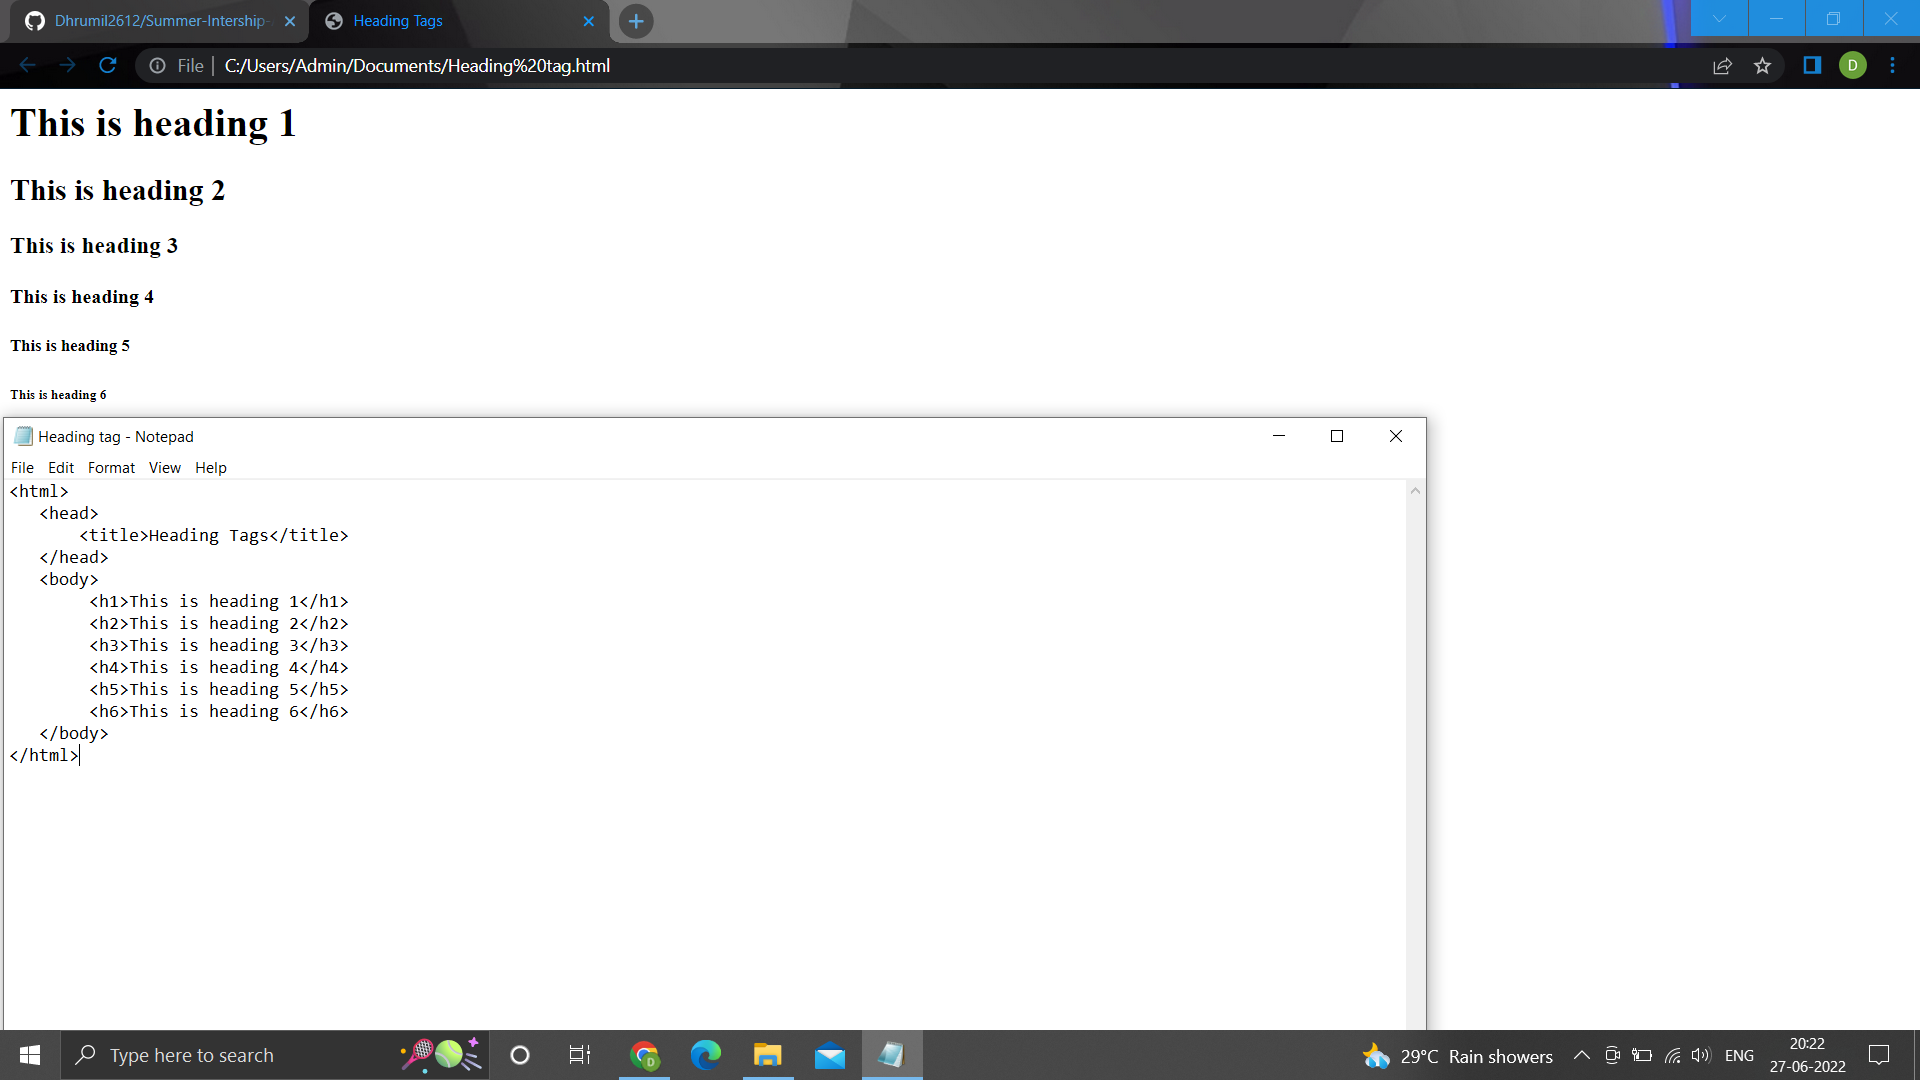 Dhrumil2612/Summer-Intership-
Heading Tags
File | C:/Users/Admin/Documents/Heading%20tag.html
D
This is heading 1
This is heading 2
This is heading 3
This is heading 4
This is heading 5
This is heading 6
Heading tag - Notepad
File Edit Format View Help
<html>
   <head>
       <title>Heading Tags</title>
   </head>
   <body>
        <h1>This is heading 1</h1>
        <h2>This is heading 2</h2>
        <h3>This is heading 3</h3>
        <h4>This is heading 4</h4>
        <h5>This is heading 5</h5>
        <h6>This is heading 6</h6>
   </body>
</html>
Type here to search
D
29°C Rain showers
ENG
20:22
27-06-2022